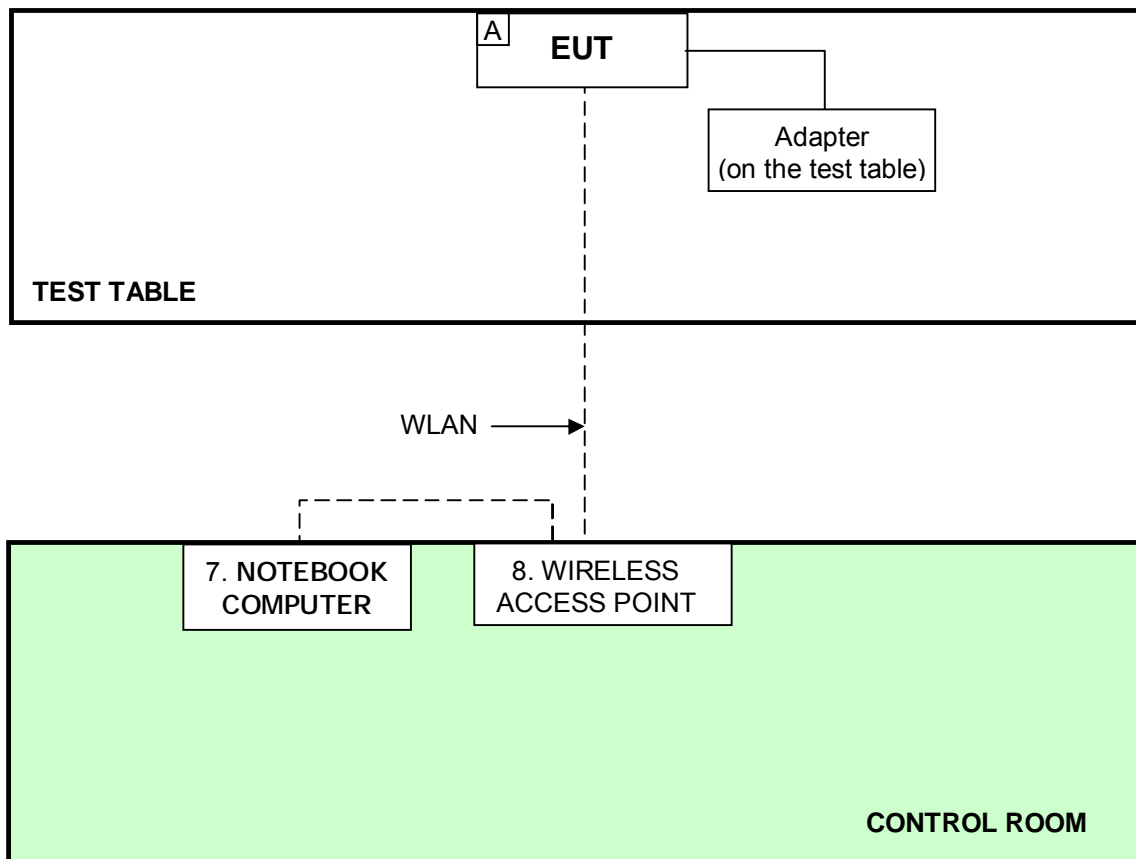 A
EUT
Adapter
(on the test table)
TEST TABLE
WLAN
7. NOTEBOOK
COMPUTER
8. WIRELESS
ACCESS POINT
CONTROL ROOM